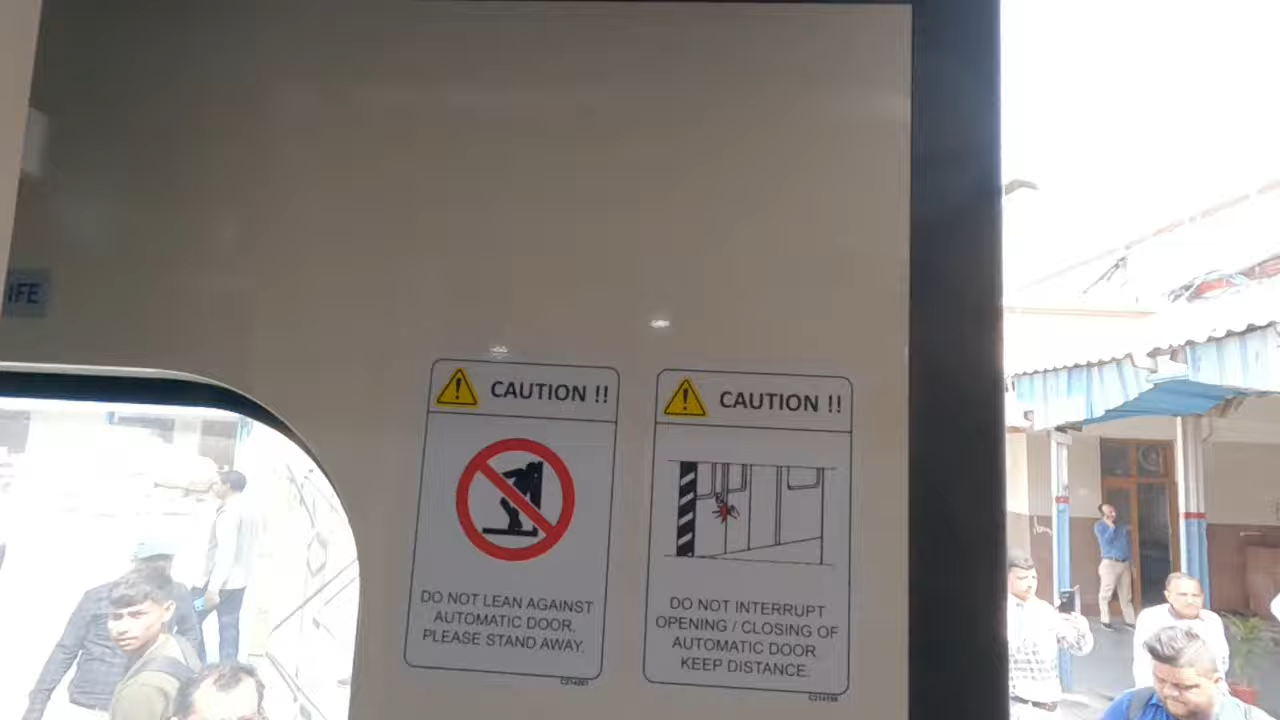 IFE
CAUTION !!
DO NOT LEAN AGAINST
AUTOMATIC DOOR.
PLEASE STAND AWAY.
CAUTION !!
DO NOT INTERRUPT
OPENING / CLOSING OF
AUTOMATIC DOOR
KEEP DISTANCE.